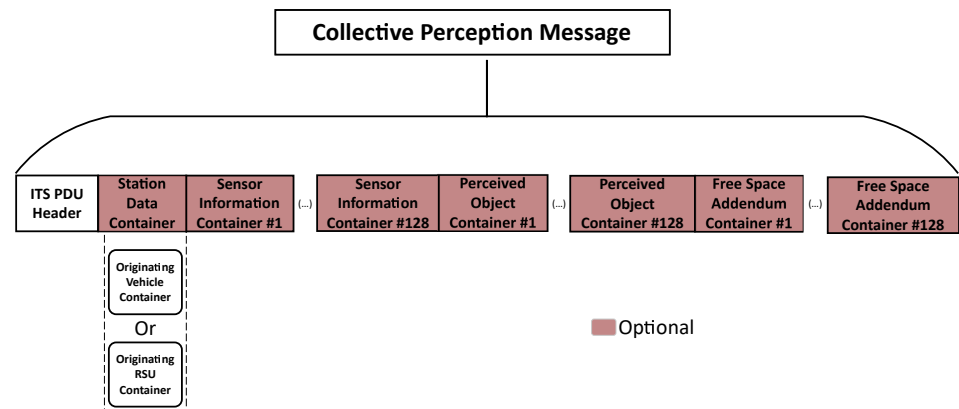 Collective Perception Message
ITS PDU
Header
Station
Data
Container
Sensor
Information
Container #1
(...)
Sensor
Information
Container #128
Perceived
Object
Container #1
(...)
Perceived
Object
Container #128
Free Space
Addendum
Container #1
(...)
Free Space
Addendum
Container #128
Originating
Vehicle
Container
Or
Originating
RSU
Container
Optional